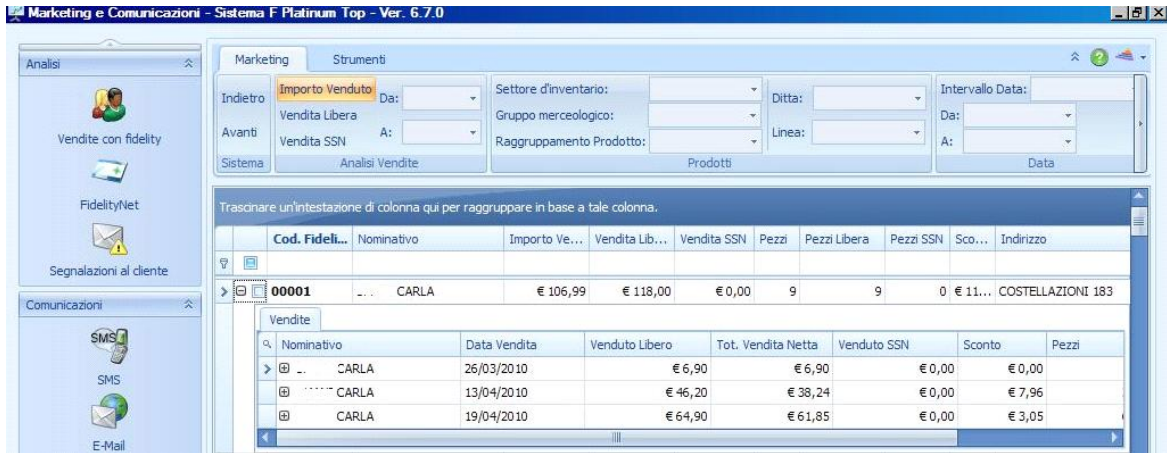 Marketing e Comunicazioni - Sistema F Platinum Top - Ver. 6.7.0
Analisi
Vendite con fidelity
FidelityNet
Segnalazioni al cliente
Comunicazioni
SMS
SMS
E-Mail
Marketing Strumenti
Indietro
Avanti
Sistema
Importo Venduto Da:
Vendita Libera
Vendita SSN A:
Analisi Vendite
Settore d'inventario:
Gruppo merceologico:
Raggruppamento Prodotto:
Ditta:
Linea:
Prodotti
Intervallo Data:
Da:
A:
Data
Trascinare un'intestazione di colonna qui per raggruppare in base a tale colonna.
Cod. Fideli... Nominativo Importo Ve... Vendita Lib... Vendita SSN Pezzi Pezzi Libera Pezzi SSN Sco... Indirizzo
00001 CARLA € 106,99 € 118,00 € 0,00 9 9 0 € 11... COSTELLAZIONI 183
Vendite
Nominativo Data Vendita Venduto Libero Tot. Vendita Netta Venduto SSN Sconto Pezzi
CARLA 26/03/2010 € 6,90 € 6,90 € 0,00 € 0,00
CARLA 13/04/2010 € 46,20 € 38,24 € 0,00 € 7,96
CARLA 19/04/2010 € 64,90 € 61,85 € 0,00 € 3,05